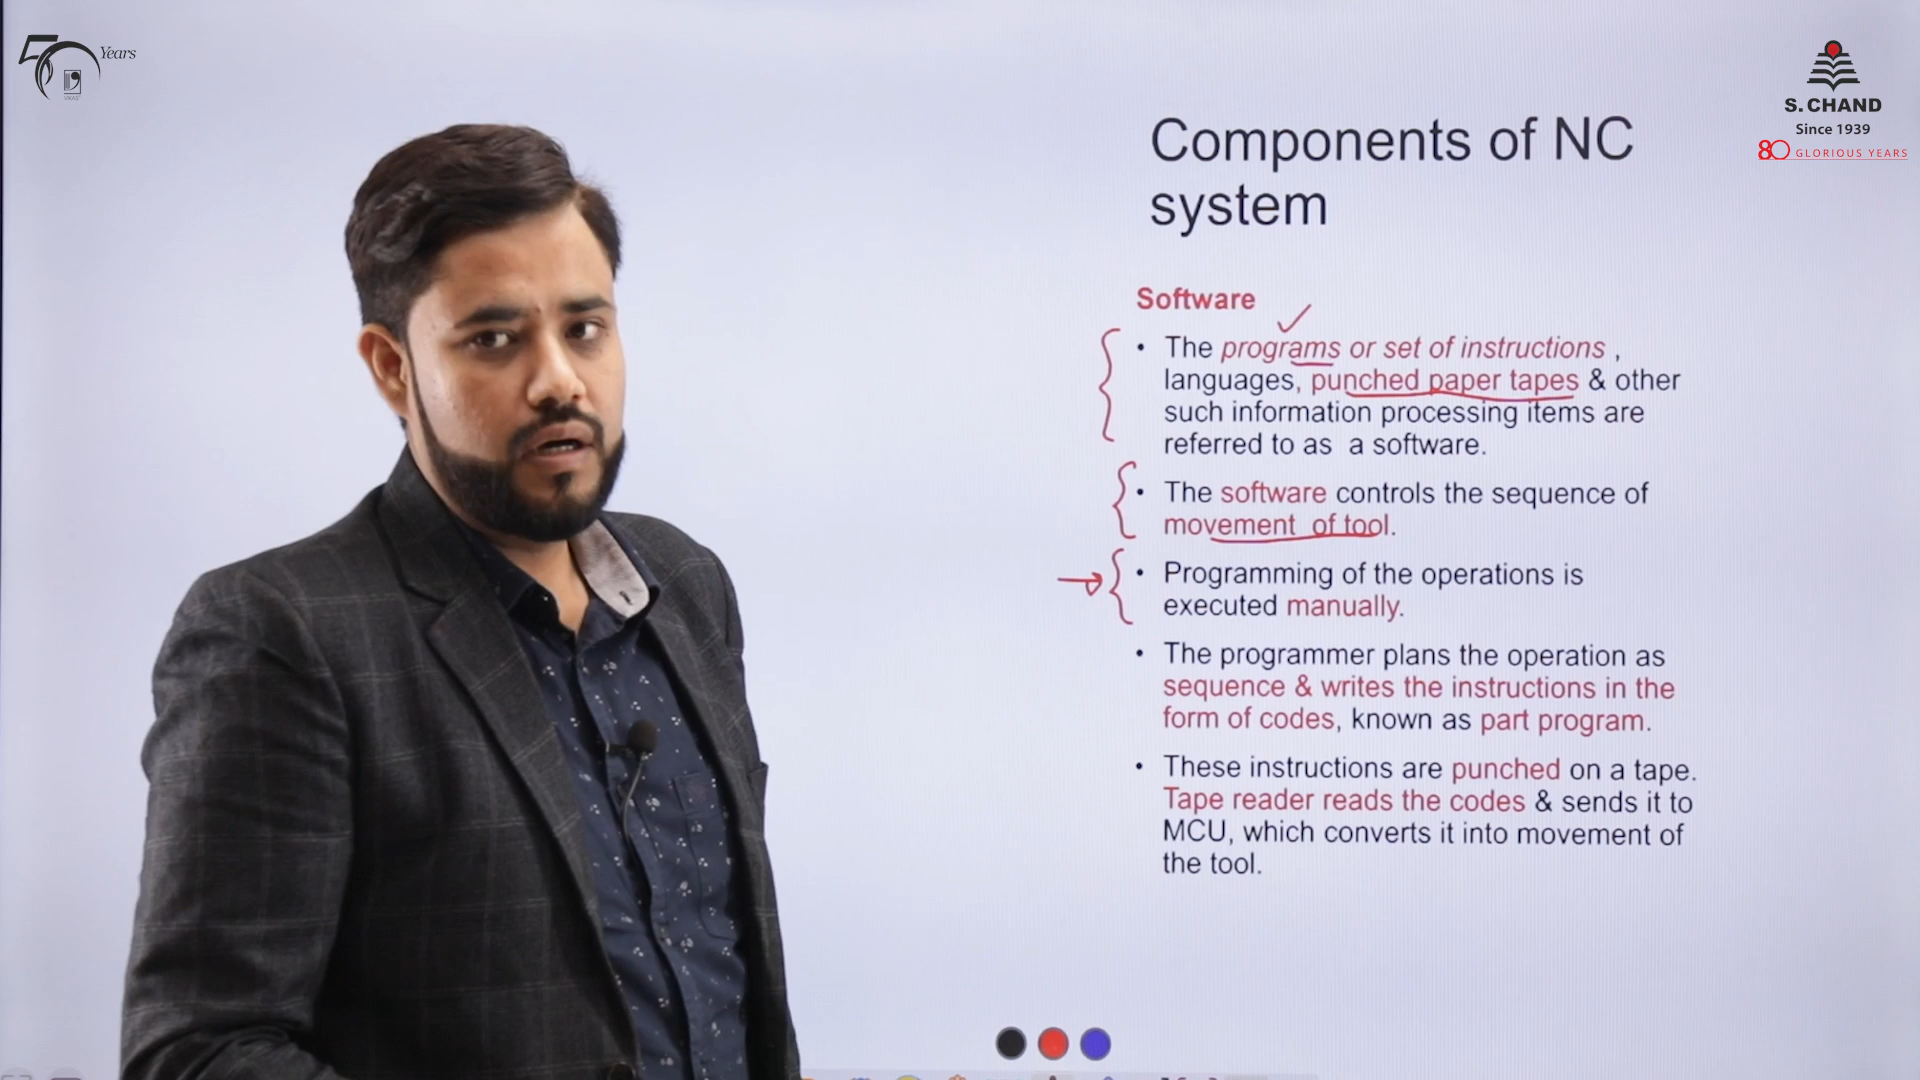 50 Years
VIKAS
S. CHAND
Since 1939
80 GLORIOUS YEARS
Components of NC
system
Software
• The programs or set of instructions ,
languages, punched paper tapes & other
such information processing items are
referred to as a software.
• The software controls the sequence of
movement of tool.
• Programming of the operations is
executed manually.
• The programmer plans the operation as
sequence & writes the instructions in the
form of codes, known as part program.
• These instructions are punched on a tape.
Tape reader reads the codes & sends it to
MCU, which converts it into movement of
the tool.